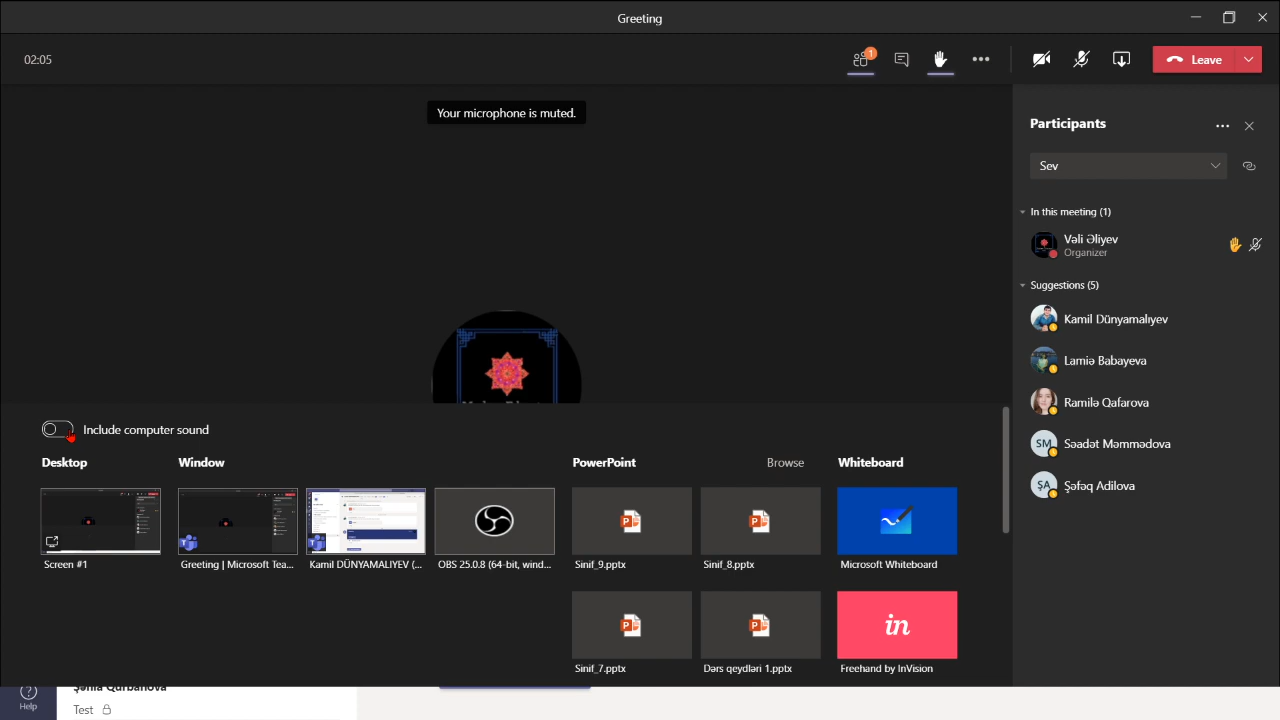 Greeting
02:05
1
Leave
Your microphone is muted.
Participants
Sev
In this meeting (1)
Vəli Əliyev
Organizer
Suggestions (5)
Kamil Dünyamalıyev
Lamiə Babayeva
Ramilə Qafarova
SM Səadət Məmmədova
ŞA Şəfəq Adilova
Include computer sound
Desktop
Window
PowerPoint
Browse
Whiteboard
Screen #1
Greeting | Microsoft Tea...
Kamil DÜNYAMALIYEV (...
OBS 25.0.8 (64-bit, wind...
Sinif_9.pptx
Sinif_8.pptx
Microsoft Whiteboard
in
Sinif_7.pptx
Dərs qeydləri 1.pptx
Freehand by InVision
Help
Qurbanova
Test